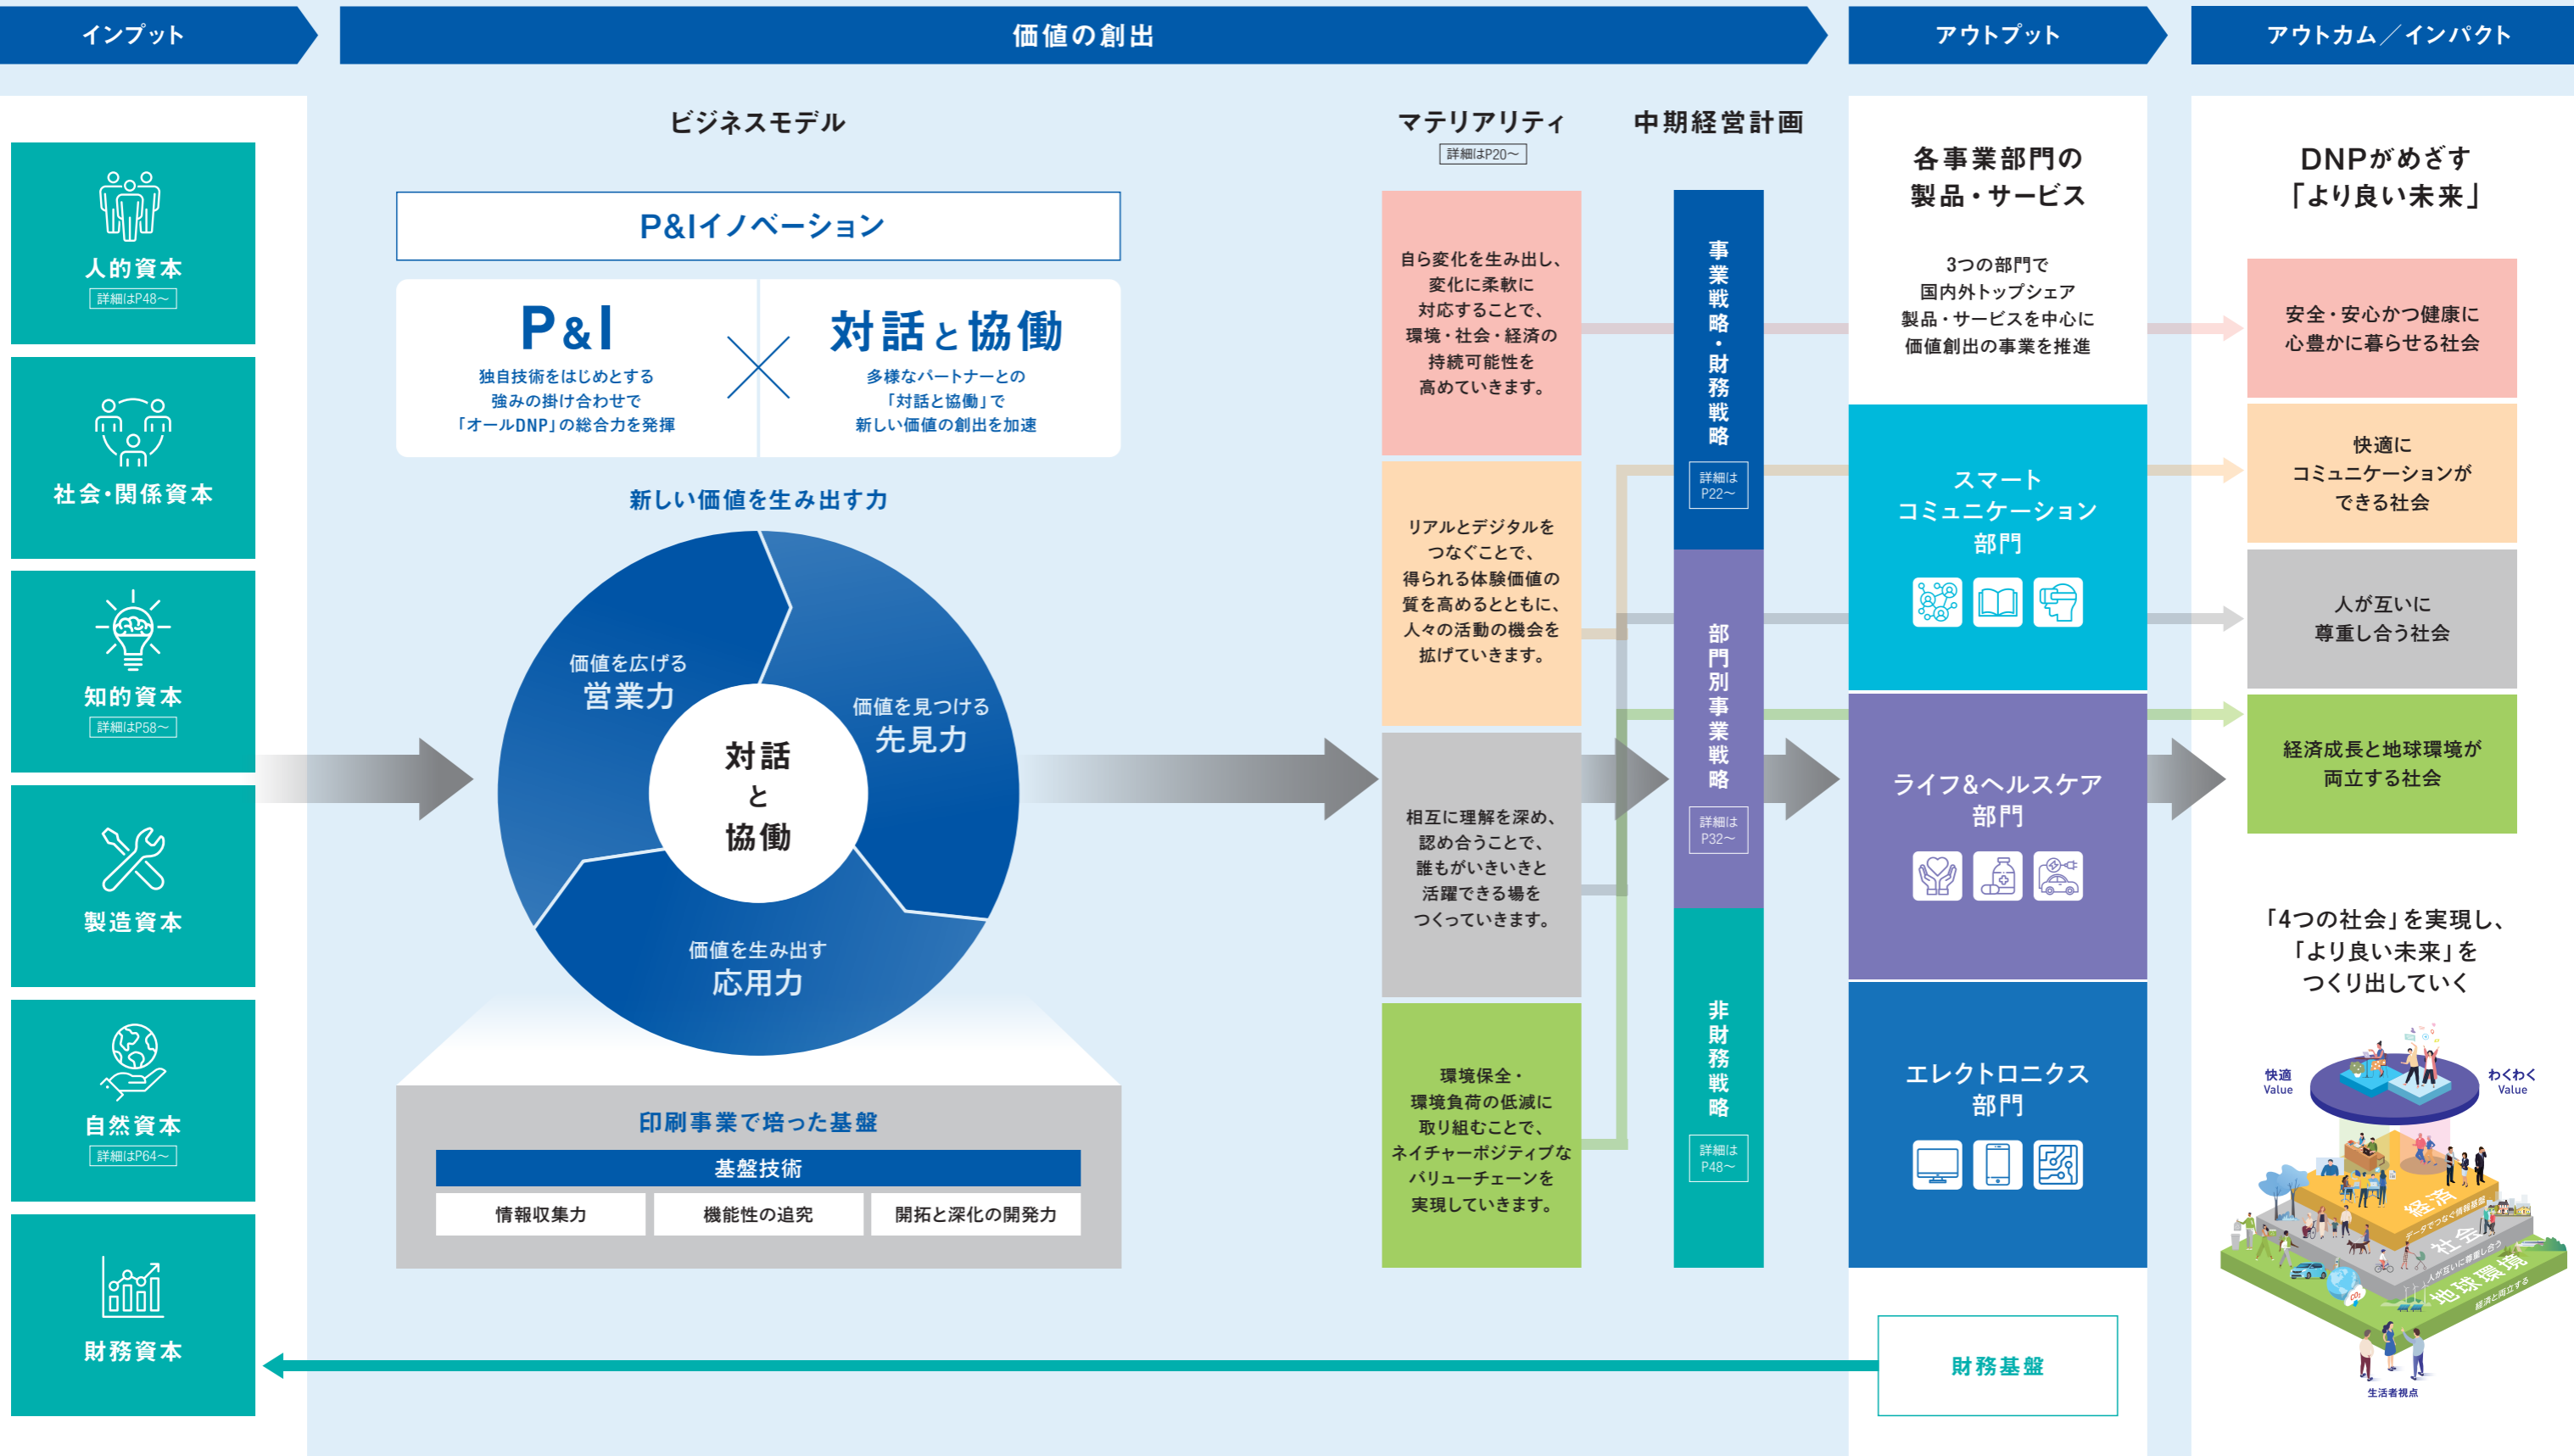 インプット
価値の創出
アウトプット
アウトカム／インパクト
人的資本
詳細はP48～
社会・関係資本
知的資本
詳細はP58～
製造資本
自然資本
詳細はP64～
財務資本
ビジネスモデル
P&Iイノベーション
P&I
独自技術をはじめとする
強みの掛け合わせで
「オールDNP」の総合力を発揮
対話と協働
多様なパートナーとの
「対話と協働」で
新しい価値の創出を加速
新しい価値を生み出す力
価値を広げる
営業力
価値を見つける
先見力
対話
と
協働
価値を生み出す
応用力
印刷事業で培った基盤
基盤技術
情報収集力
機能性の追究
開拓と深化の開発力
マテリアリティ
詳細はP20～
自ら変化を生み出し、
変化に柔軟に
対応することで、
環境・社会・経済の
持続可能性を
高めていきます。
リアルとデジタルを
つなぐことで、
得られる体験価値の
質を高めるとともに、
人々の活動の機会を
拡げていきます。
相互に理解を深め、
認め合うことで、
誰もがいきいきと
活躍できる場を
つくっていきます。
環境保全・
環境負荷の低減に
取り組むことで、
ネイチャーポジティブな
バリューチェーンを
実現していきます。
中期経営計画
事業戦略・財務戦略
詳細は
P22～
部門別事業戦略
詳細は
P32～
非財務戦略
詳細は
P48～
各事業部門の
製品・サービス
3つの部門で
国内外トップシェア
製品・サービスを中心に
価値創出の事業を推進
スマート
コミュニケーション
部門
ライフ&ヘルスケア
部門
エレクトロニクス
部門
財務基盤
DNPがめざす
「より良い未来」
安全・安心かつ健康に
心豊かに暮らせる社会
快適に
コミュニケーションが
できる社会
人が互いに
尊重し合う社会
経済成長と地球環境が
両立する社会
「4つの社会」を実現し、
「より良い未来」を
つくり出していく
快適
Value
わくわく
Value
経済
データでつなぐ情報基盤
社会
人が互いに尊重し合う
地球環境
経済と両立する
CO₂
生活者視点